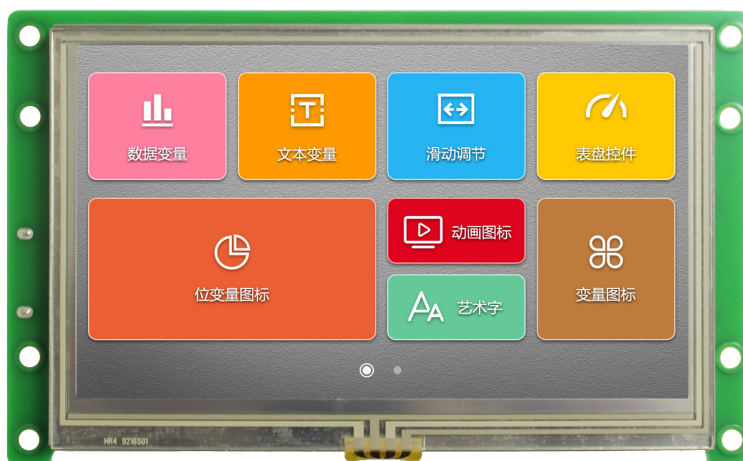 数据变量
文本变量
滑动调节
表盘控件
位变量图标
动画图标
艺术字
变量图标
HR4 9216S01